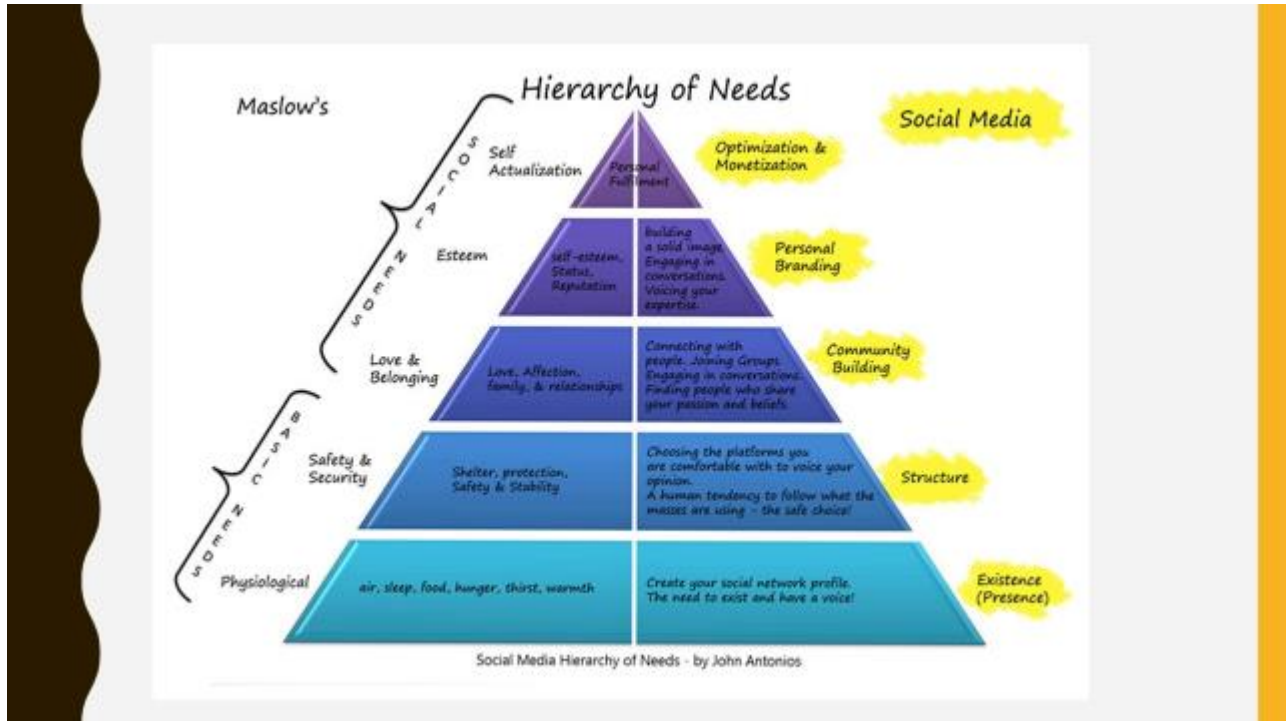 Hierarchy of Needs
Maslow's
Social Media
SOCIAL NEEDS
Self
Actualization
Personal
Fulfilment
Optimization &
Monetization
Esteem
self-esteem,
Status,
Reputation
Building
a solid image
Engaging in
conversations.
Voicing your
expertise.
Personal
Branding
Love &
Belonging
Love, Affection,
family, & relationships
Connecting with
people. Joining Groups.
Engaging in conversations.
Finding people who share
your passion and beliefs.
Community
Building
BASIC NEEDS
Safety &
Security
Shelter, protection,
Safety & Stability
Choosing the platforms you
are comfortable with to voice your
opinion.
A human tendency to follow what the
masses are using - the safe choice!
Structure
Physiological
air, sleep, food, hunger, thirst, warmth
Create your social network profile.
The need to exist and have a voice!
Existence
(Presence)
Social Media Hierarchy of Needs - by John Antonios